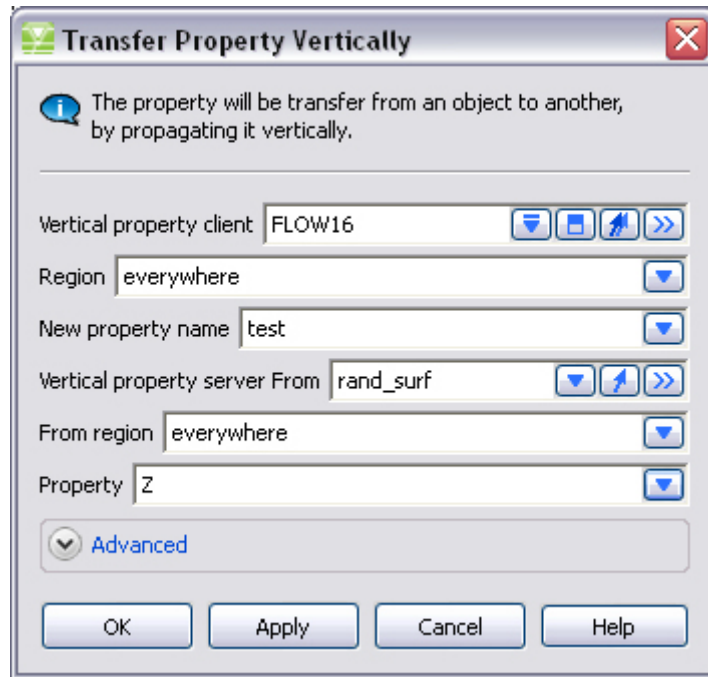 Transfer Property Vertically
The property will be transfer from an object to another,
by propagating it vertically.
Vertical property client FLOW16
Region everywhere
New property name test
Vertical property server From rand_surf
From region everywhere
Property Z
Advanced
OK Apply Cancel Help